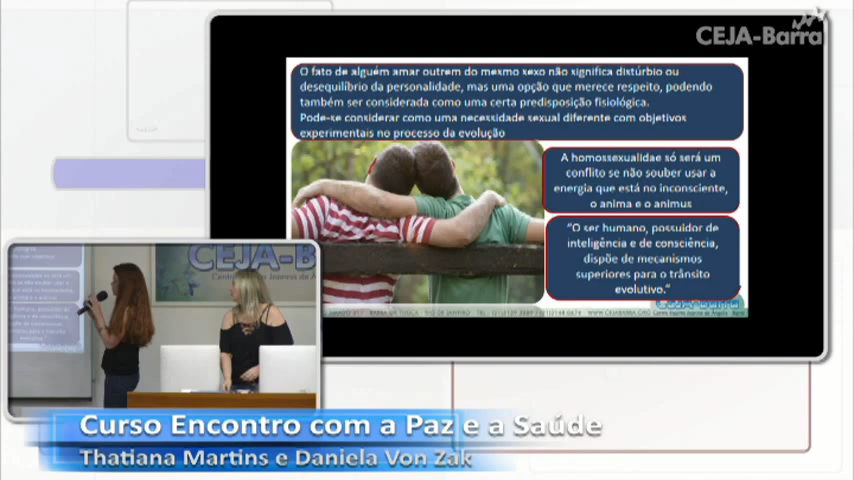 CEJA-Barra
O fato de alguém amar outrem do mesmo sexo não significa distúrbio ou
desequilíbrio da personalidade, mas uma opção que merece respeito, podendo
também ser considerada como uma certa predisposição fisiológica.
Pode-se considerar como uma necessidade sexual diferente com objetivos
experimentais no processo da evolução
A homossexualidae só será um
conflito se não souber usar a
energia que está no inconsciente,
o anima e o animus
"O ser humano, possuidor de
inteligência e de consciência,
dispõe de mecanismos
superiores para o trânsito
evolutivo."
CEJA-B
Curso Encontro com a Paz e a Saúde
Thatiana Martins e Daniela Von Zak